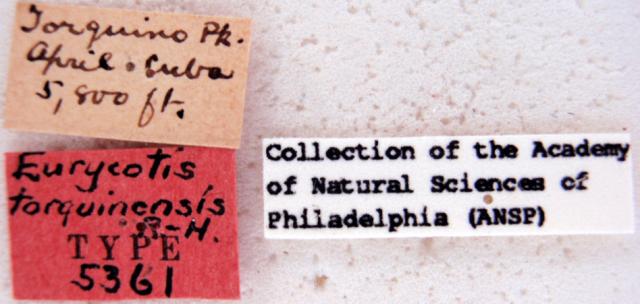 Torquino Pk.
April. Cuba
5,800 ft.
Eurycotis
torquinensis
R-H.
TYPE
5361
Collection of the Academy
of Natural Sciences of
Philadelphia (ANSP)